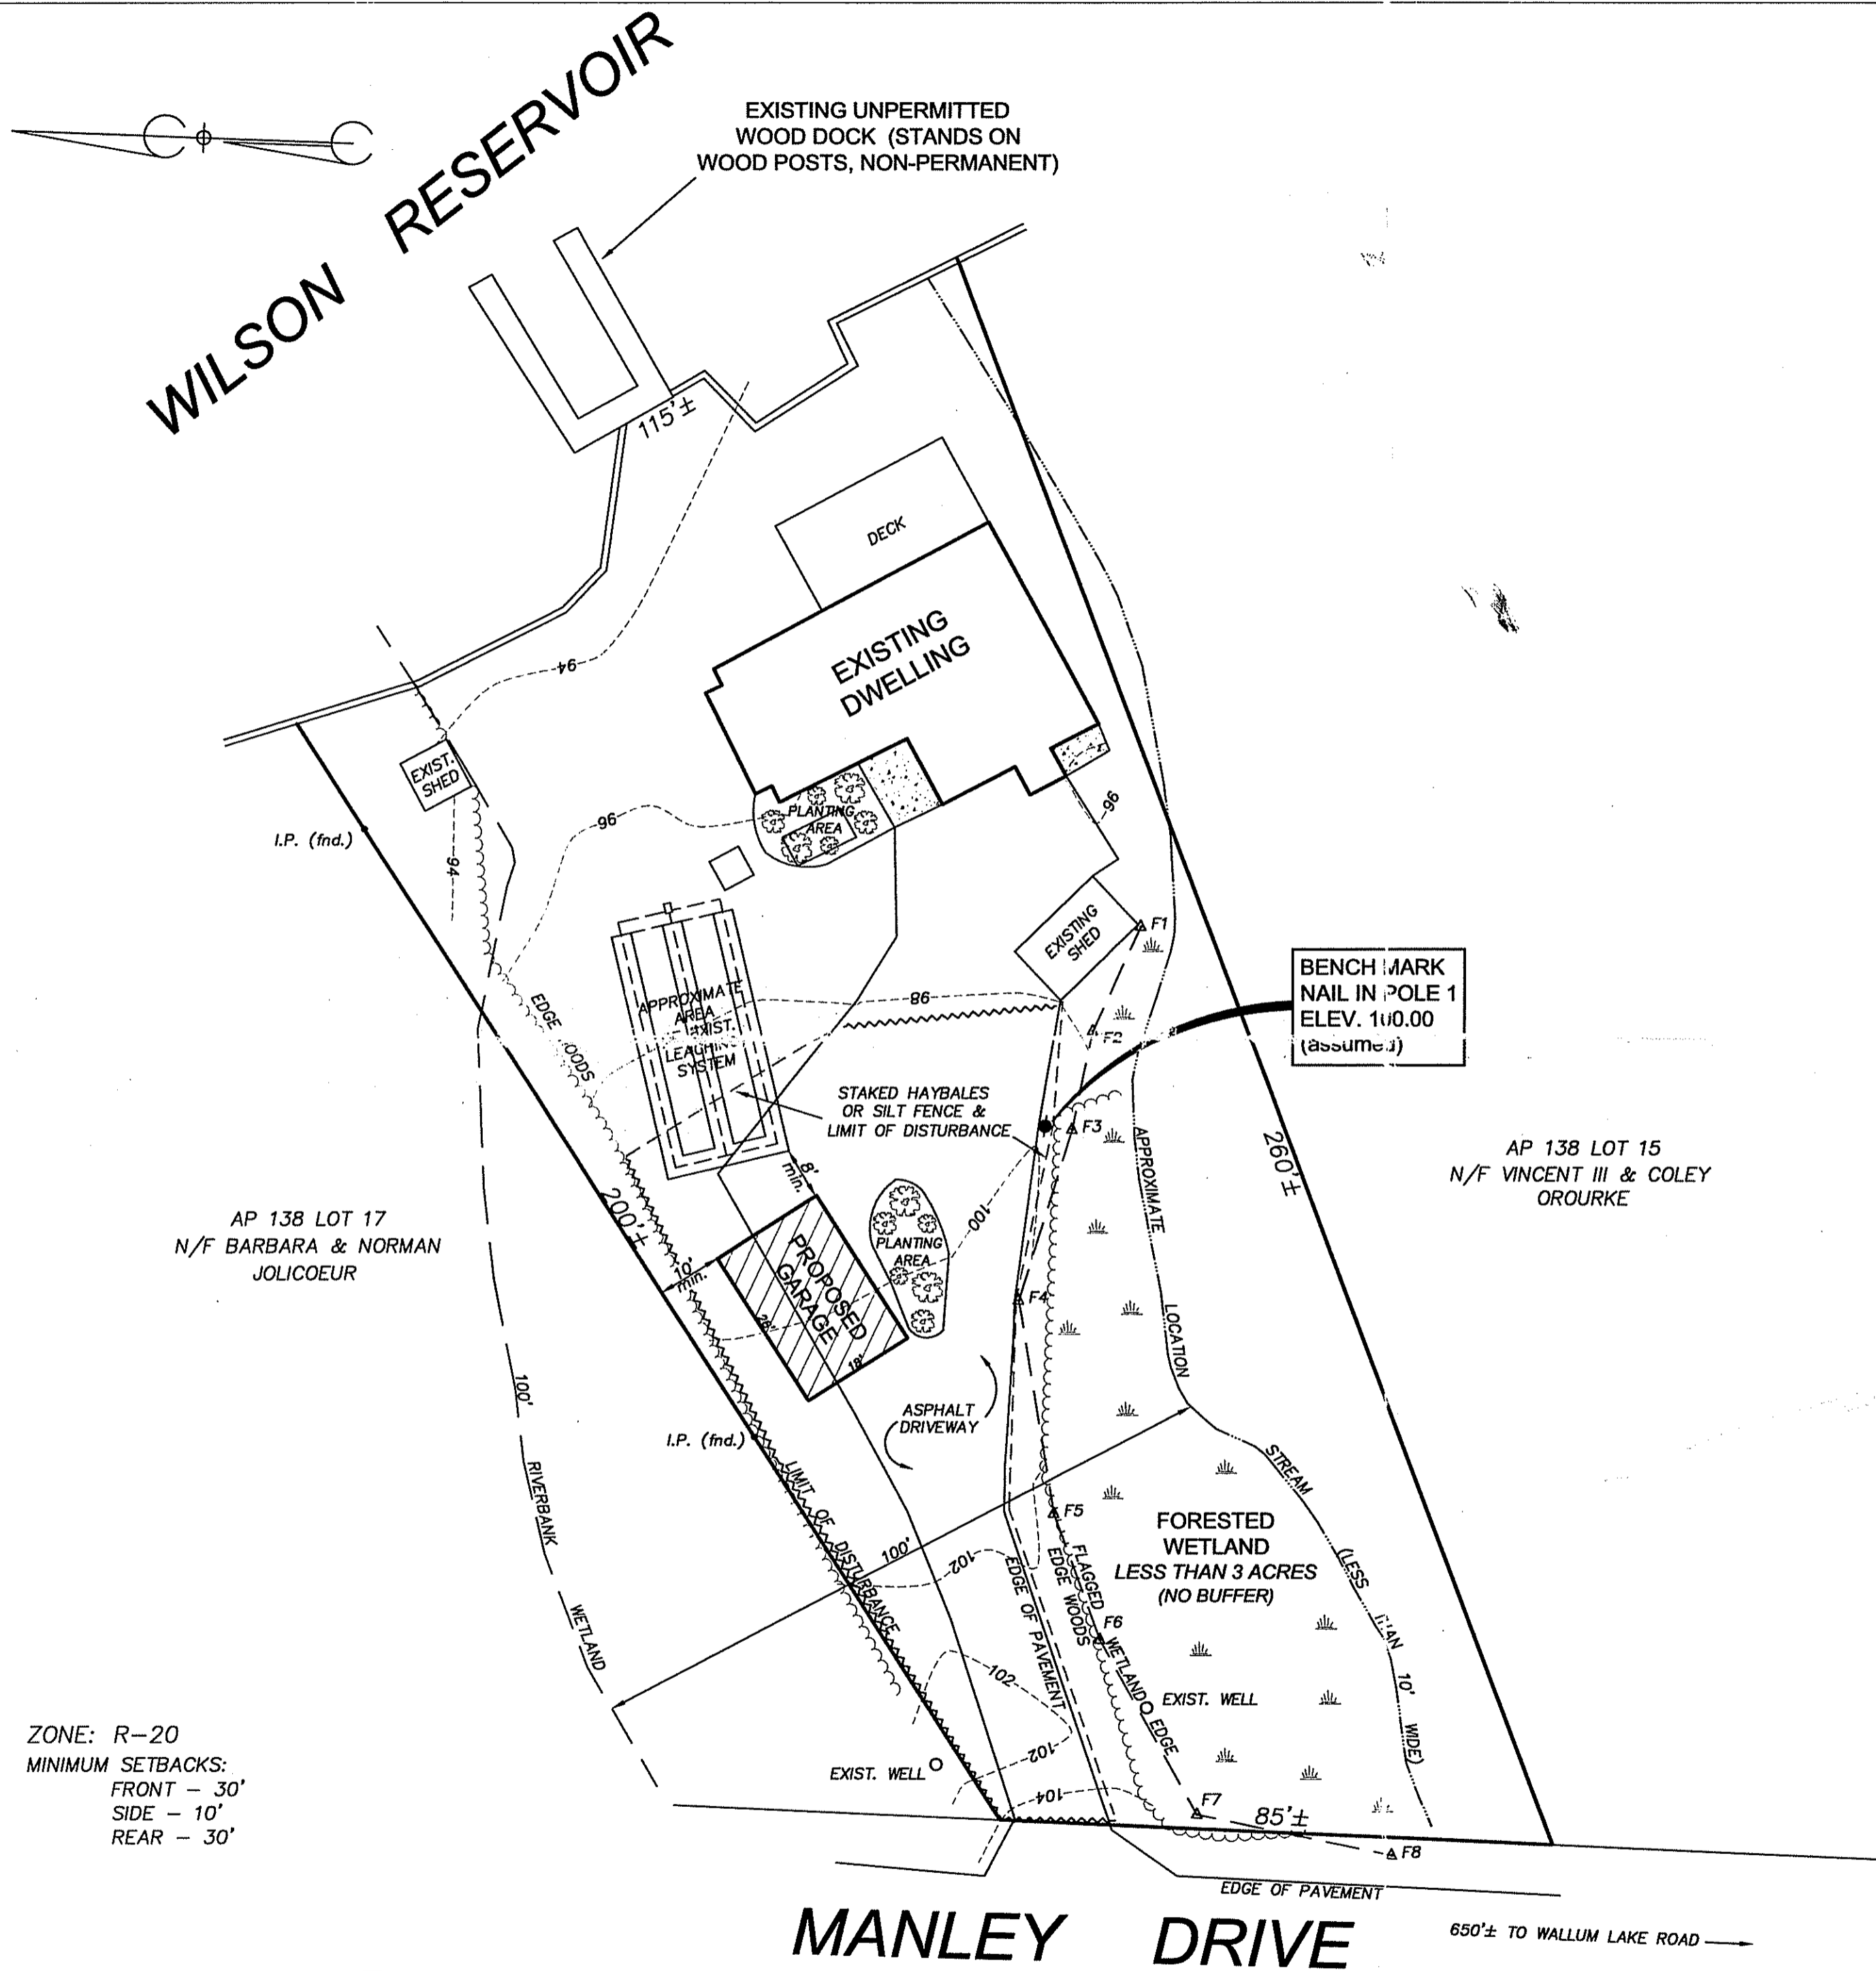 WILSON RESERVOIR
EXISTING UNPERMITTED
WOOD DOCK (STANDS ON
WOOD POSTS, NON-PERMANENT)
115'±
DECK
EXISTING
DWELLING
94
EXIST.
SHED
94
I.P. (fnd.)
96
PLANTING
AREA
96
EXISTING
SHED
F1
BENCH MARK
NAIL IN POLE 1
ELEV. 100.00
(assumed)
EDGE WOODS
APPROXIMATE
AREA
EXIST.
LEACHING
SYSTEM
98
F2
STAKED HAYBALES
OR SILT FENCE &
LIMIT OF DISTURBANCE
F3
260'±
AP 138 LOT 15
N/F VINCENT III & COLEY
OROURKE
200'±
AP 138 LOT 17
N/F BARBARA & NORMAN
JOLICOEUR
8'
min.
10'
min.
PROPOSED
GARAGE
26'
18'
PLANTING
AREA
100
F4
APPROXIMATE LOCATION STREAM (LESS THAN 10' WIDE)
ASPHALT
DRIVEWAY
I.P. (fnd.)
100' RIVERBANK WETLAND
LIMIT OF DISTURBANCE
100'
102
F5
FORESTED
WETLAND
LESS THAN 3 ACRES
(NO BUFFER)
FLAGGED WETLAND EDGE
EDGE WOODS
EDGE OF PAVEMENT
F6
102
EXIST. WELL
102
EXIST. WELL
104
F7
85'±
F8
ZONE: R-20
MINIMUM SETBACKS:
FRONT - 30'
SIDE - 10'
REAR - 30'
EDGE OF PAVEMENT
MANLEY DRIVE
650'± TO WALLUM LAKE ROAD